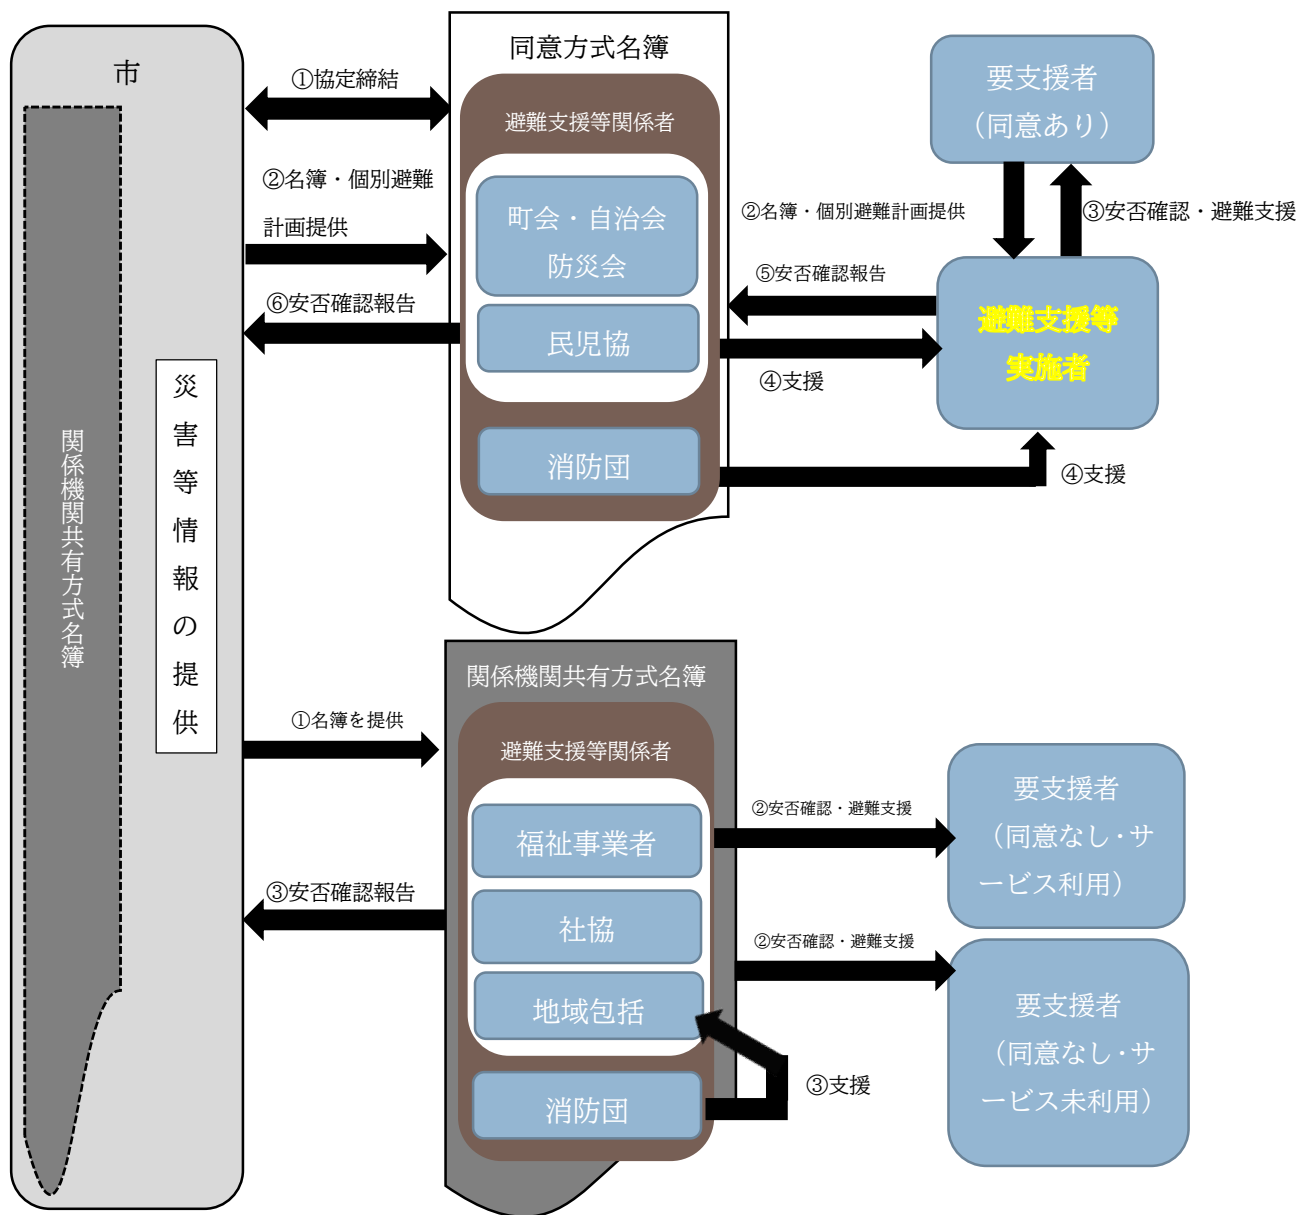 市
関係機関共有方式名簿
災害等情報の提供
①協定締結
②名簿・個別避難
計画提供
⑥安否確認報告
同意方式名簿
避難支援等関係者
町会・自治会
防災会
民児協
消防団
②名簿・個別避難計画提供
⑤安否確認報告
④支援
④支援
要支援者
（同意あり）
③安否確認・避難支援
避難支援等
実施者
①名簿を提供
③安否確認報告
関係機関共有方式名簿
避難支援等関係者
福祉事業者
社協
地域包括
消防団
②安否確認・避難支援
②安否確認・避難支援
③支援
要支援者
（同意なし・サ
ービス利用）
要支援者
（同意なし・サ
ービス未利用）